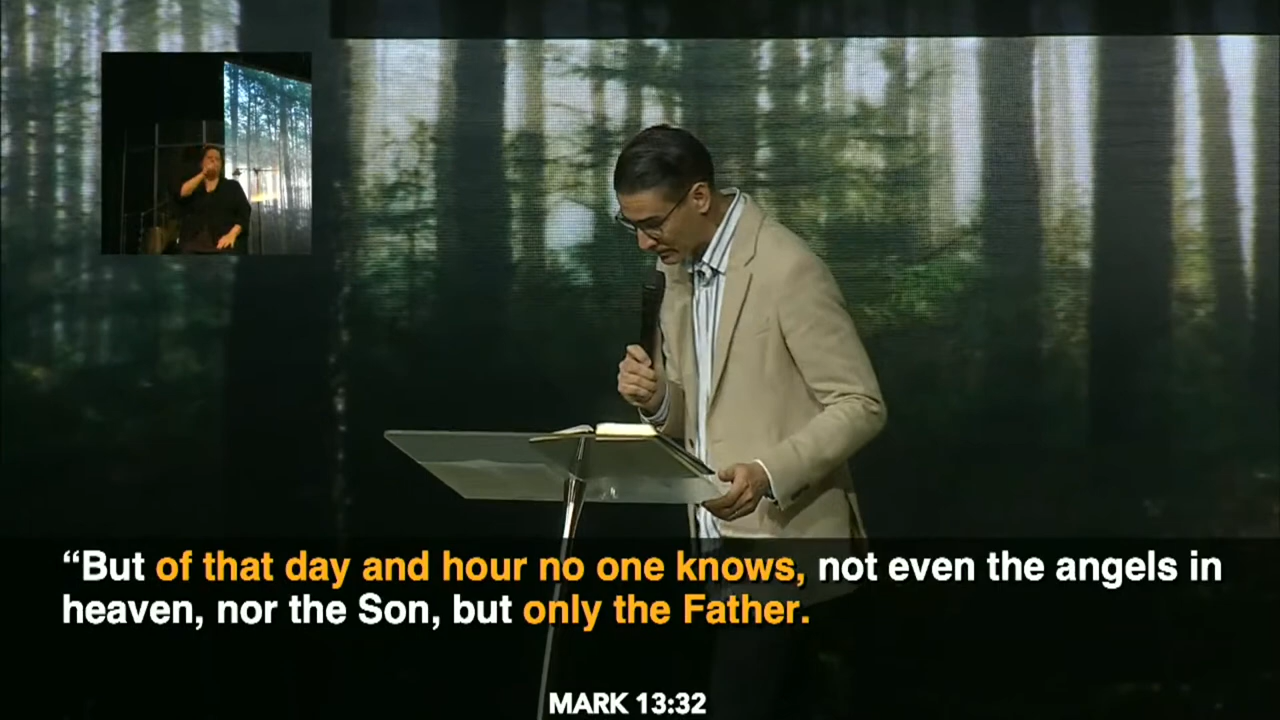 “But of that day and hour no one knows, not even the angels in
heaven, nor the Son, but only the Father.
MARK 13:32